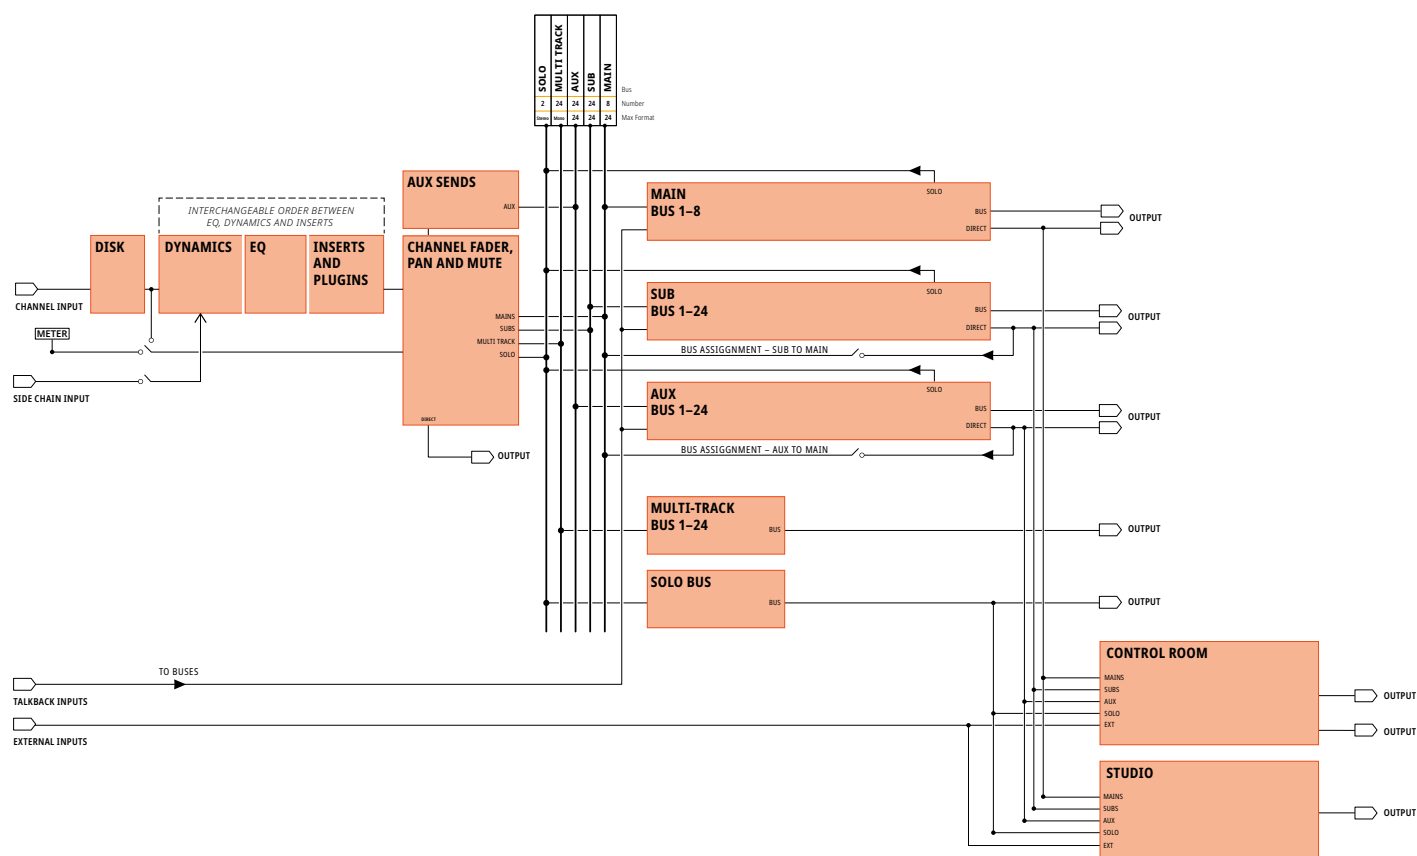 SOLO
MULTI TRACK
AUX
SUB
MAIN
Bus
2 24 24 24 8
Number
Stereo Mono 24 24 24
Max Format
AUX SENDS
AUX
MAIN
BUS 1–8
SOLO
BUS
DIRECT
OUTPUT
INTERCHANGEABLE ORDER BETWEEN
EQ, DYNAMICS AND INSERTS
DISK
DYNAMICS
EQ
INSERTS
AND
PLUGINS
CHANNEL FADER,
PAN AND MUTE
MAINS
SUBS
MULTI TRACK
SOLO
DIRECT
OUTPUT
CHANNEL INPUT
METER
SIDE CHAIN INPUT
SUB
BUS 1–24
SOLO
BUS
DIRECT
OUTPUT
BUS ASSIGGNMENT – SUB TO MAIN
AUX
BUS 1–24
SOLO
BUS
DIRECT
OUTPUT
BUS ASSIGGNMENT – AUX TO MAIN
MULTI-TRACK
BUS 1–24
BUS
OUTPUT
SOLO BUS
BUS
OUTPUT
TO BUSES
TALKBACK INPUTS
EXTERNAL INPUTS
CONTROL ROOM
MAINS
SUBS
AUX
SOLO
EXT
OUTPUT
OUTPUT
STUDIO
MAINS
SUBS
AUX
SOLO
EXT
OUTPUT